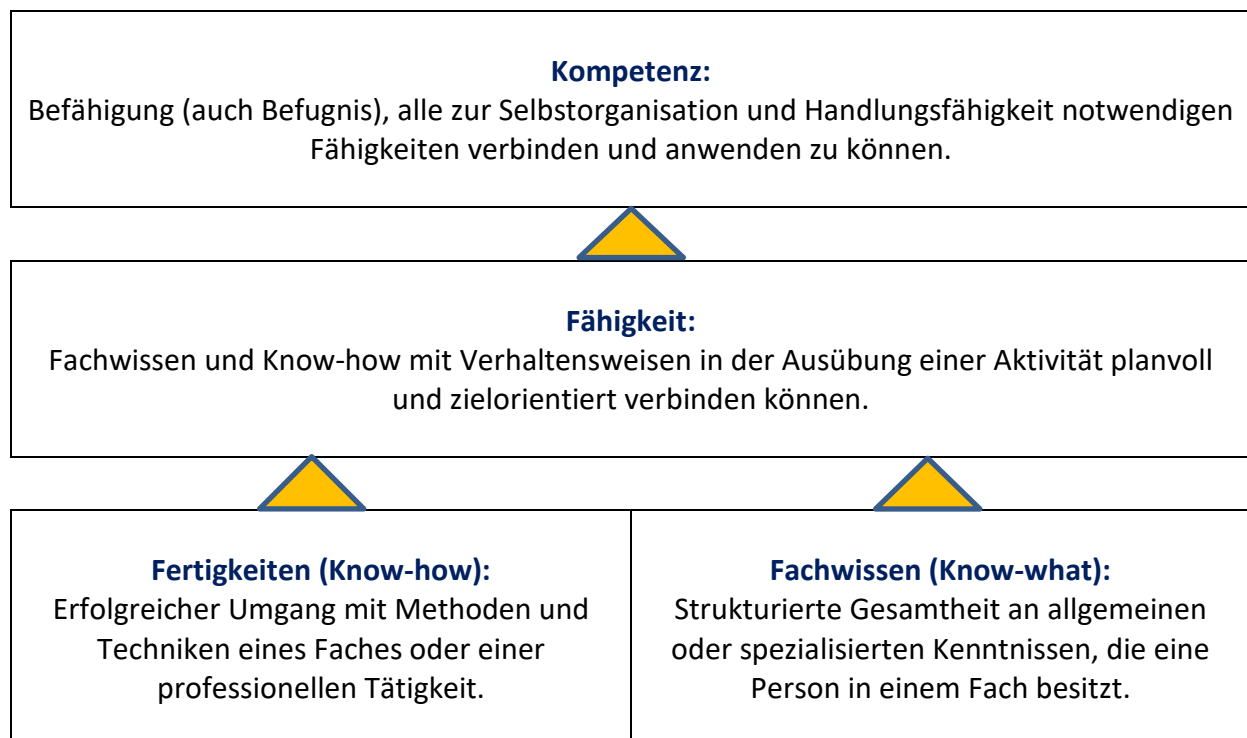 Kompetenz:
Befähigung (auch Befugnis), alle zur Selbstorganisation und Handlungsfähigkeit notwendigen
Fähigkeiten verbinden und anwenden zu können.
Fähigkeit:
Fachwissen und Know-how mit Verhaltensweisen in der Ausübung einer Aktivität planvoll
und zielorientiert verbinden können.
Fertigkeiten (Know-how):
Erfolgreicher Umgang mit Methoden und
Techniken eines Faches oder einer
professionellen Tätigkeit.
Fachwissen (Know-what):
Strukturierte Gesamtheit an allgemeinen
oder spezialisierten Kenntnissen, die eine
Person in einem Fach besitzt.